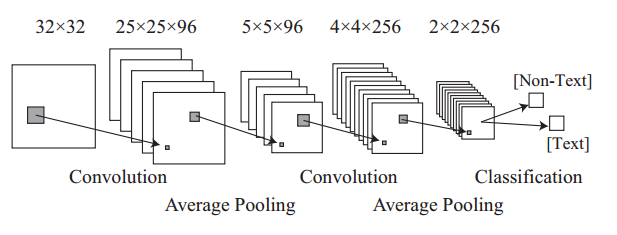 32×32 25×25×96 5×5×96 4×4×256 2×2×256
[Non-Text]
[Text]
Convolution Convolution Classification
Average Pooling Average Pooling